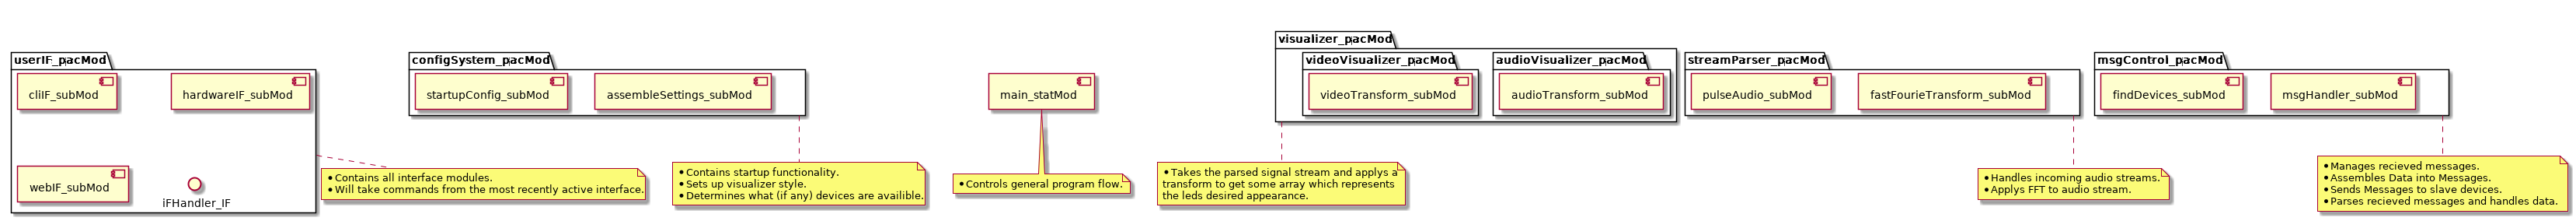 userIF_pacMod
cliIF_subMod
hardwareIF_subMod
webIF_subMod
iFHandler_IF
• Contains all interface modules.
• Will take commands from the most recently active interface.
configSystem_pacMod
startupConfig_subMod
assembleSettings_subMod
• Contains startup functionality.
• Sets up visualizer style.
• Determines what (if any) devices are availible.
main_statMod
• Controls general program flow.
visualizer_pacMod
videoVisualizer_pacMod
videoTransform_subMod
audioVisualizer_pacMod
audioTransform_subMod
• Takes the parsed signal stream and applys a
transform to get some array which represents
the leds desired appearance.
streamParser_pacMod
pulseAudio_subMod
fastFourieTransform_subMod
• Handles incoming audio streams.
• Applys FFT to audio stream.
msgControl_pacMod
findDevices_subMod
msgHandler_subMod
• Manages recieved messages.
• Assembles Data into Messages.
• Sends Messages to slave devices.
• Parses recieved messages and handles data.